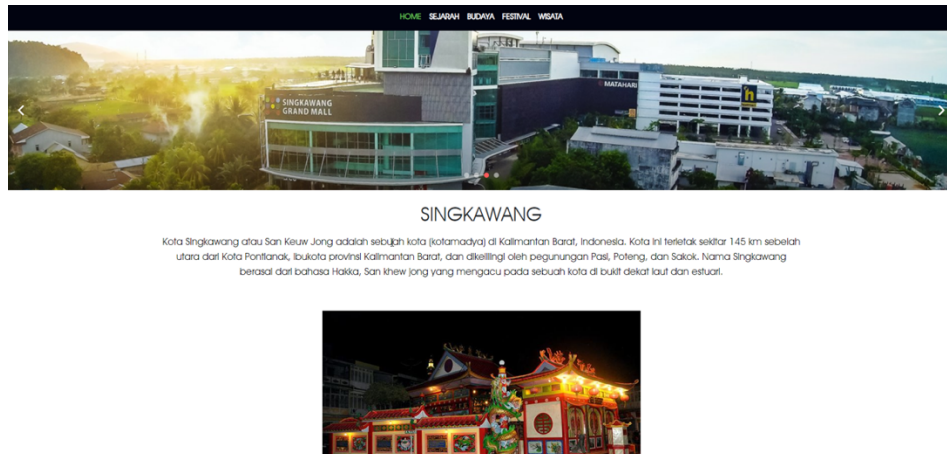 HOME SEJARAH BUDAYA FESTIVAL WISATA
SINGKAWANG
GRAND MALL
MATAHARI
h
SINGKAWANG
Kota Singkawang atau San Keuw Jong adalah sebujah kota (kotamadya) di Kalimantan Barat, Indonesia. Kota ini terletak sekitar 145 km sebelah
utara dari Kota Pontianak, ibukota provinsi Kalimantan Barat, dan dikelilingi oleh pegunungan Pasi, Poteng, dan Sakok. Nama Singkawang
berasal dari bahasa Hakka, San khew jong yang mengacu pada sebuah kota di bukit dekat laut dan estuari.